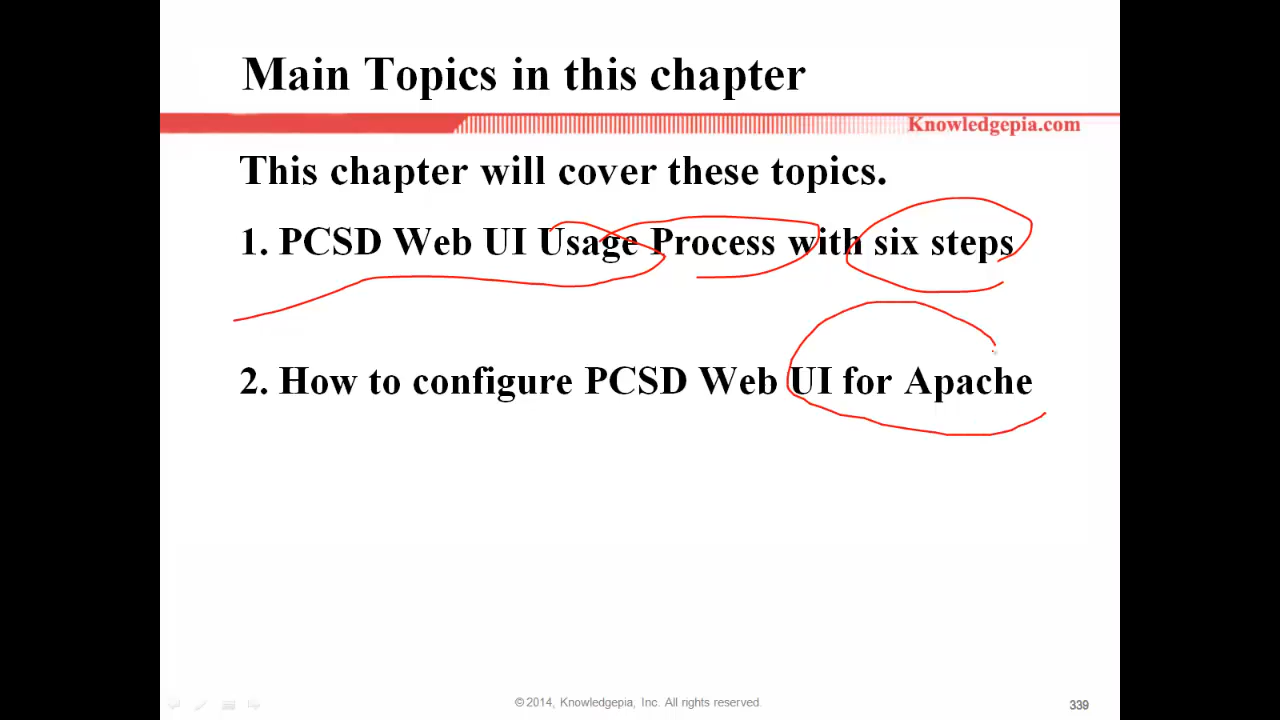 Main Topics in this chapter
Knowledgepia.com
This chapter will cover these topics.
1. PCSD Web UI Usage Process with six steps
2. How to configure PCSD Web UI for Apache
© 2014, Knowledgepia, Inc. All rights reserved.
339